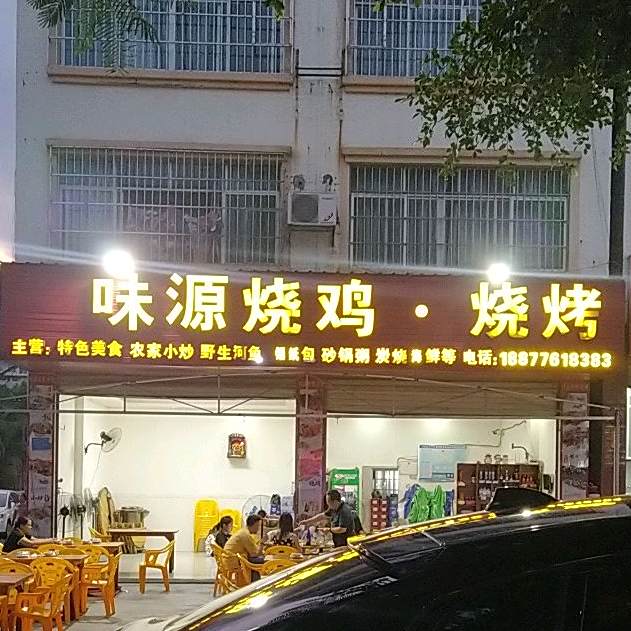 味源烧鸡·烧烤
主营：特色美食 农家小炒 野生河鱼 锡纸包 砂锅粥 炭烧海鲜等 电话:18877618383